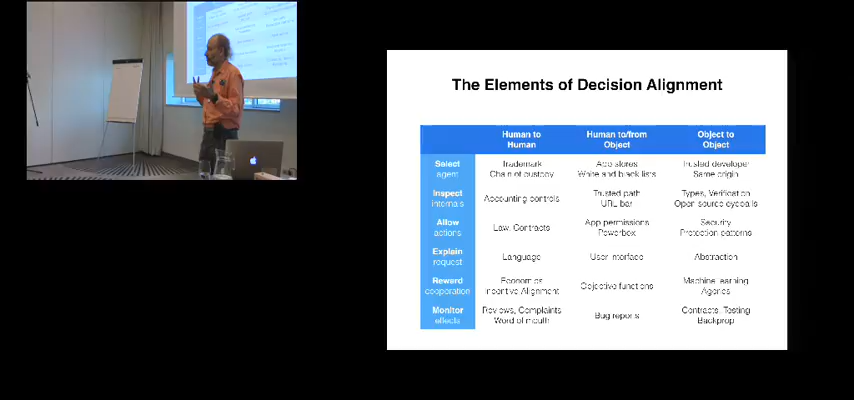 The Elements of Decision Alignment
Human to Human
Human to/from Object
Object to Object
Select agent
Trademark
Chain of custody
App stores
White and black lists
Trusted developer
Same origin
Inspect internals
Accounting controls
Trusted path
URL bar
Types, Verification
Open source eyeballs
Allow actions
Law, Contracts
App permissions
Powerbox
Security
Protection patterns
Explain request
Language
User interface
Abstraction
Reward cooperation
Economics
Incentive Alignment
Objective functions
Machine learning
Agorics
Monitor effects
Reviews, Complaints
Word of mouth
Bug reports
Contracts, Testing
Backprop